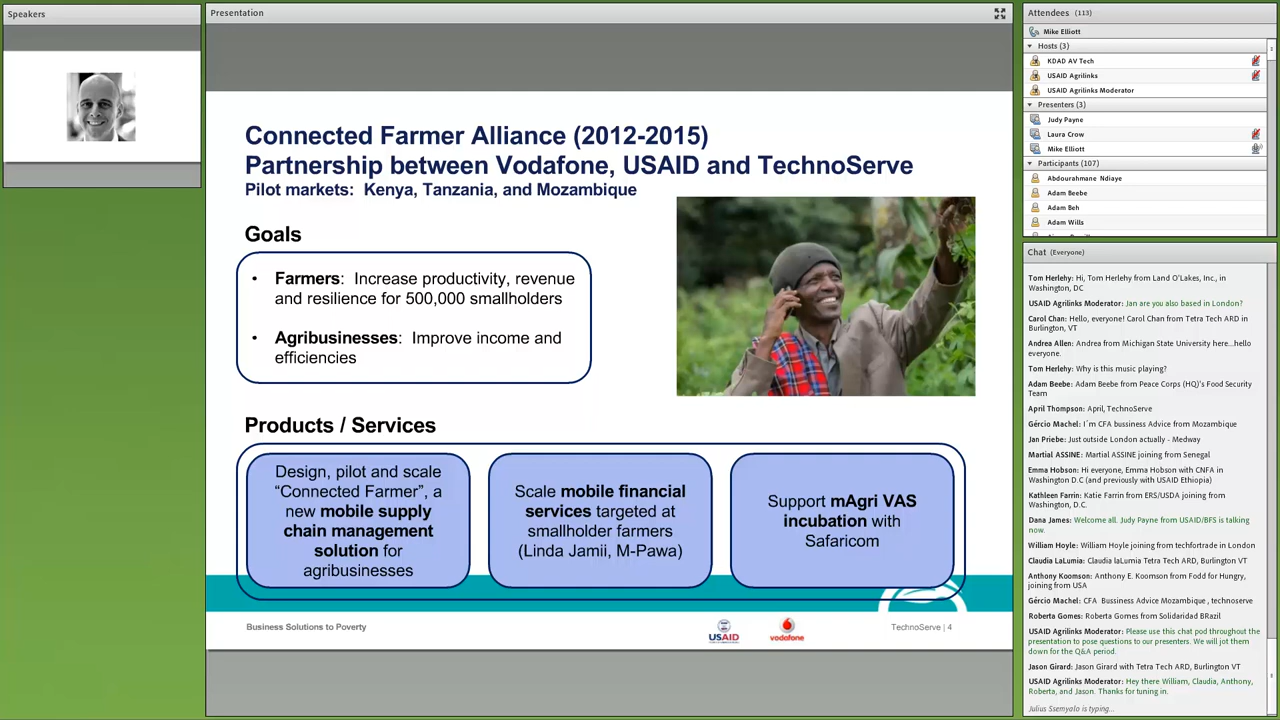 Speakers
Presentation
Connected Farmer Alliance (2012-2015)
Partnership between Vodafone, USAID and TechnoServe
Pilot markets: Kenya, Tanzania, and Mozambique
Goals
• Farmers: Increase productivity, revenue
and resilience for 500,000 smallholders
• Agribusinesses: Improve income and
efficiencies
Products / Services
Design, pilot and scale
“Connected Farmer”, a
new mobile supply
chain management
solution for
agribusinesses
Scale mobile financial
services targeted at
smallholder farmers
(Linda Jamii, M-Pawa)
Support mAgri VAS
incubation with
Safaricom
Business Solutions to Poverty
USAID
vodafone
TechnoServe | 4
Attendees (113)
Mike Elliott
Hosts (3)
KDAD AV Tech
USAID Agrilinks
USAID Agrilinks Moderator
Presenters (3)
Judy Payne
Laura Crow
Mike Elliott
Participants (107)
Abdourahmane Ndiaye
Adam Beebe
Adam Beh
Adam Wills
Chat (Everyone)
Tom Herlehy: Hi, Tom Herlehy from Land O'Lakes, Inc., in
Washington, DC
USAID Agrilinks Moderator: Jan are you also based in London?
Carol Chan: Hello, everyone! Carol Chan from Tetra Tech ARD in
Burlington, VT
Andrea Allen: Andrea from Michigan State University here...hello
everyone.
Tom Herlehy: Why is this music playing?
Adam Beebe: Adam Beebe from Peace Corps (HQ)'s Food Security
Team
April Thompson: April, TechnoServe
Gércio Machel: I´m CFA bussiness Advice from Mozambique
Jan Priebe: Just outside London actually - Medway
Martial ASSINE: Martial ASSINE joining from Senegal
Emma Hobson: Hi everyone, Emma Hobson with CNFA in
Washington D.C (and previously with USAID Ethiopia)
Kathleen Farrin: Katie Farrin from ERS/USDA joining from
Washington, D.C.
Dana James: Welcome all. Judy Payne from USAID/BFS is talking
now.
William Hoyle: William Hoyle joining from techfortrade in London
Claudia LaLumia: Claudia laLumia Tetra Tech ARD, Burlington VT
Anthony Koomson: Anthony E. Koomson from Fodd for Hungry,
joining from USA
Gércio Machel: CFA Bussiness Advice Mozambique , technoserve
Roberta Gomes: Roberta Gomes from Solidaridad BRazil
USAID Agrilinks Moderator: Please use this chat pod throughout the
presentation to pose questions to our presenters. We will jot them
down for the Q&A period.
Jason Girard: Jason Girard with Tetra Tech ARD, Burlington VT
USAID Agrilinks Moderator: Hey there William, Claudia, Anthony,
Roberta, and Jason. Thanks for tuning in.
Julius Ssemyalo is typing...